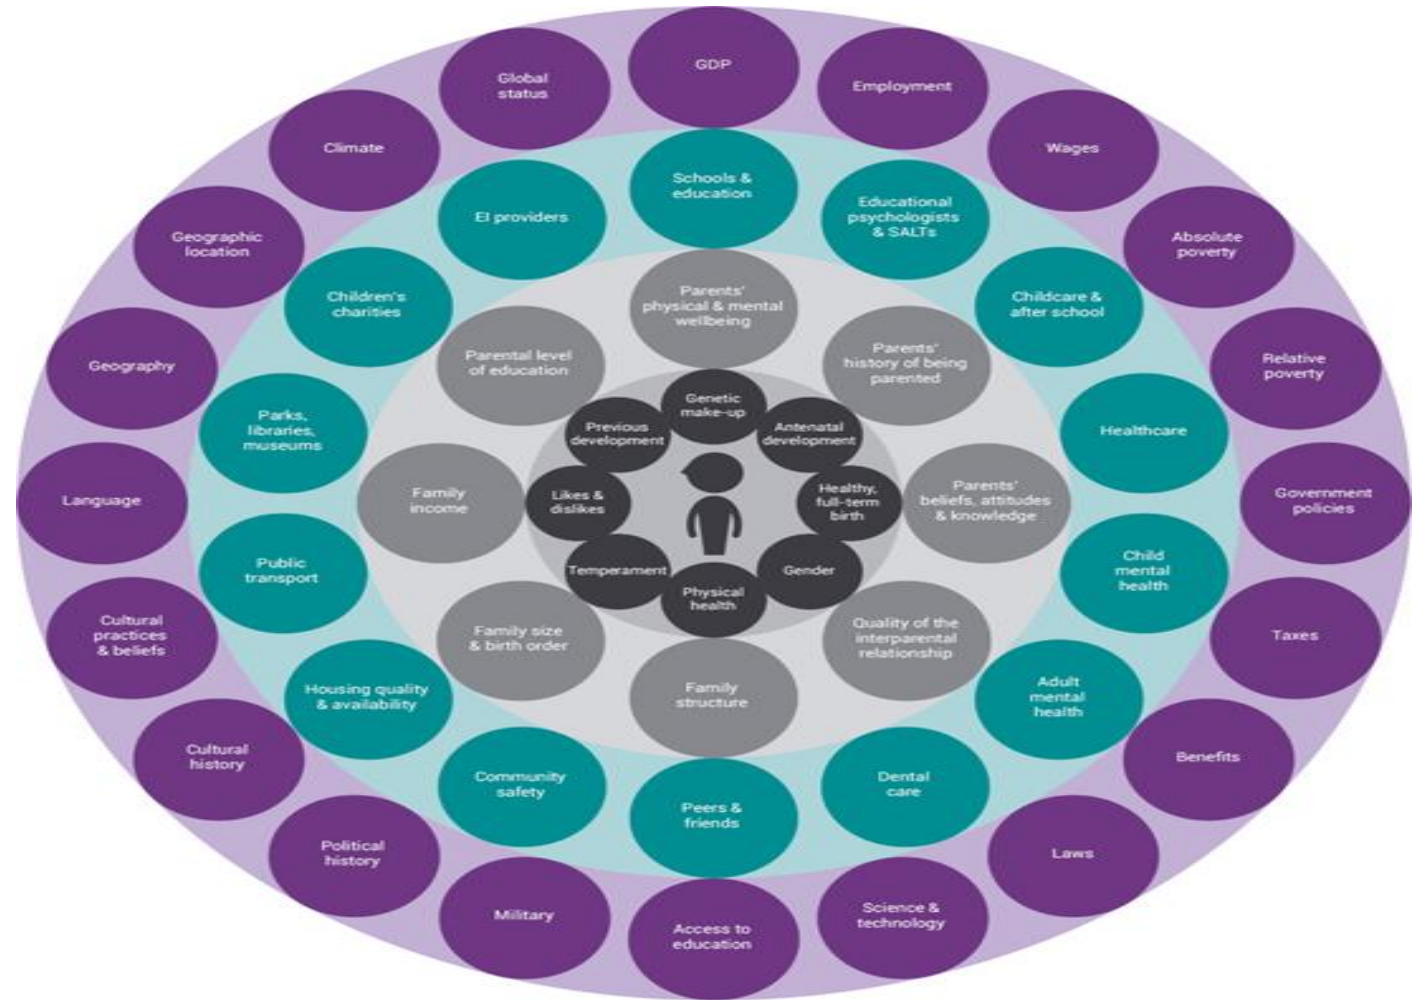 GDP
Employment
Wages
Absolute
poverty
Relative
poverty
Government
policies
Taxes
Benefits
Laws
Science &
technology
Access to
education
Military
Political
history
Cultural
history
Cultural
practices
& beliefs
Language
Geography
Geographic
location
Climate
Global
status
Schools &
education
Educational
psychologists
& SALTs
Childcare &
after school
Healthcare
Child
mental
health
Adult
mental
health
Dental
care
Peers &
friends
Community
safety
Housing quality
& availability
Public
transport
Parks,
libraries,
museums
Children's
charities
EI providers
Parents'
physical & mental
wellbeing
Parents'
history of being
parented
Parents'
beliefs, attitudes
& knowledge
Quality of the
interparental
relationship
Family
structure
Family size
& birth order
Family
income
Parental level
of education
Genetic
make-up
Antenatal
development
Healthy,
full-term
birth
Gender
Physical
health
Temperament
Likes &
dislikes
Previous
development